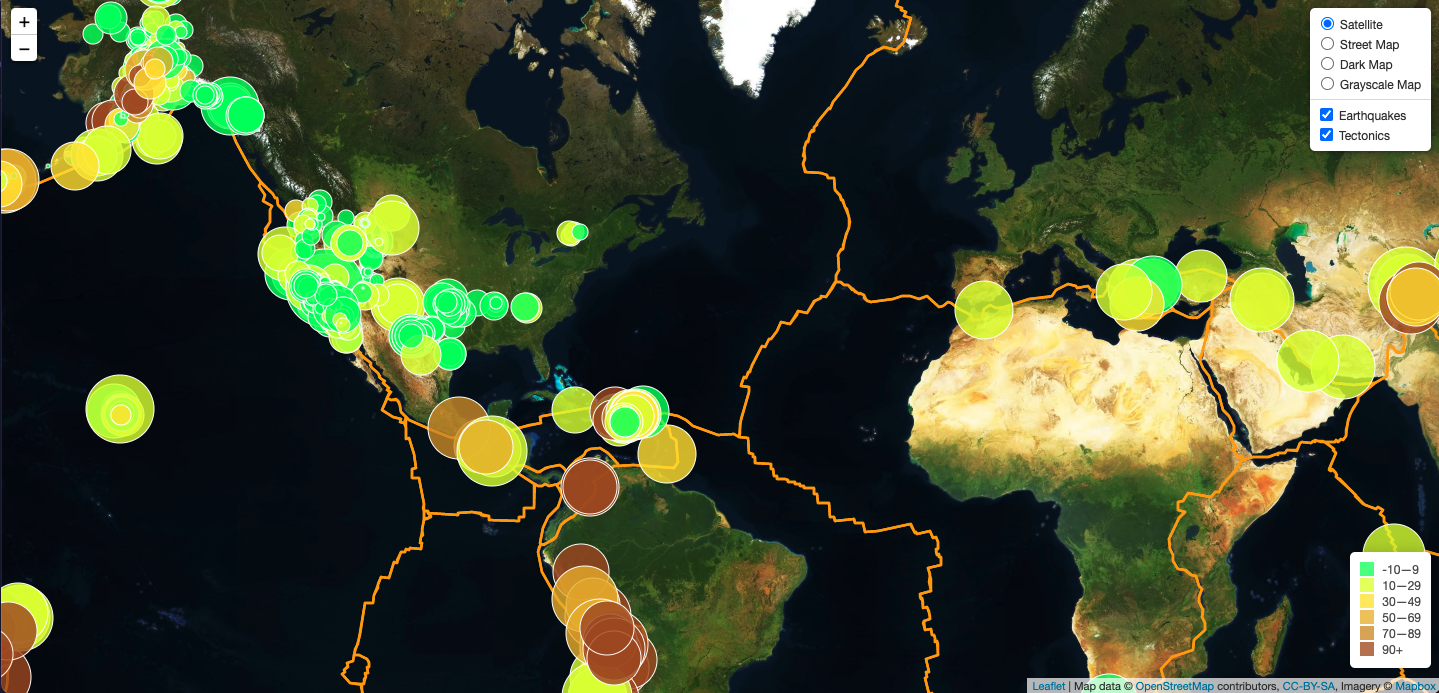 +
−
Satellite
Street Map
Dark Map
Grayscale Map
Earthquakes
Tectonics
-10—9
10—29
30—49
50—69
70—89
90+
Leaflet | Map data © OpenStreetMap contributors, CC-BY-SA, Imagery © Mapbox